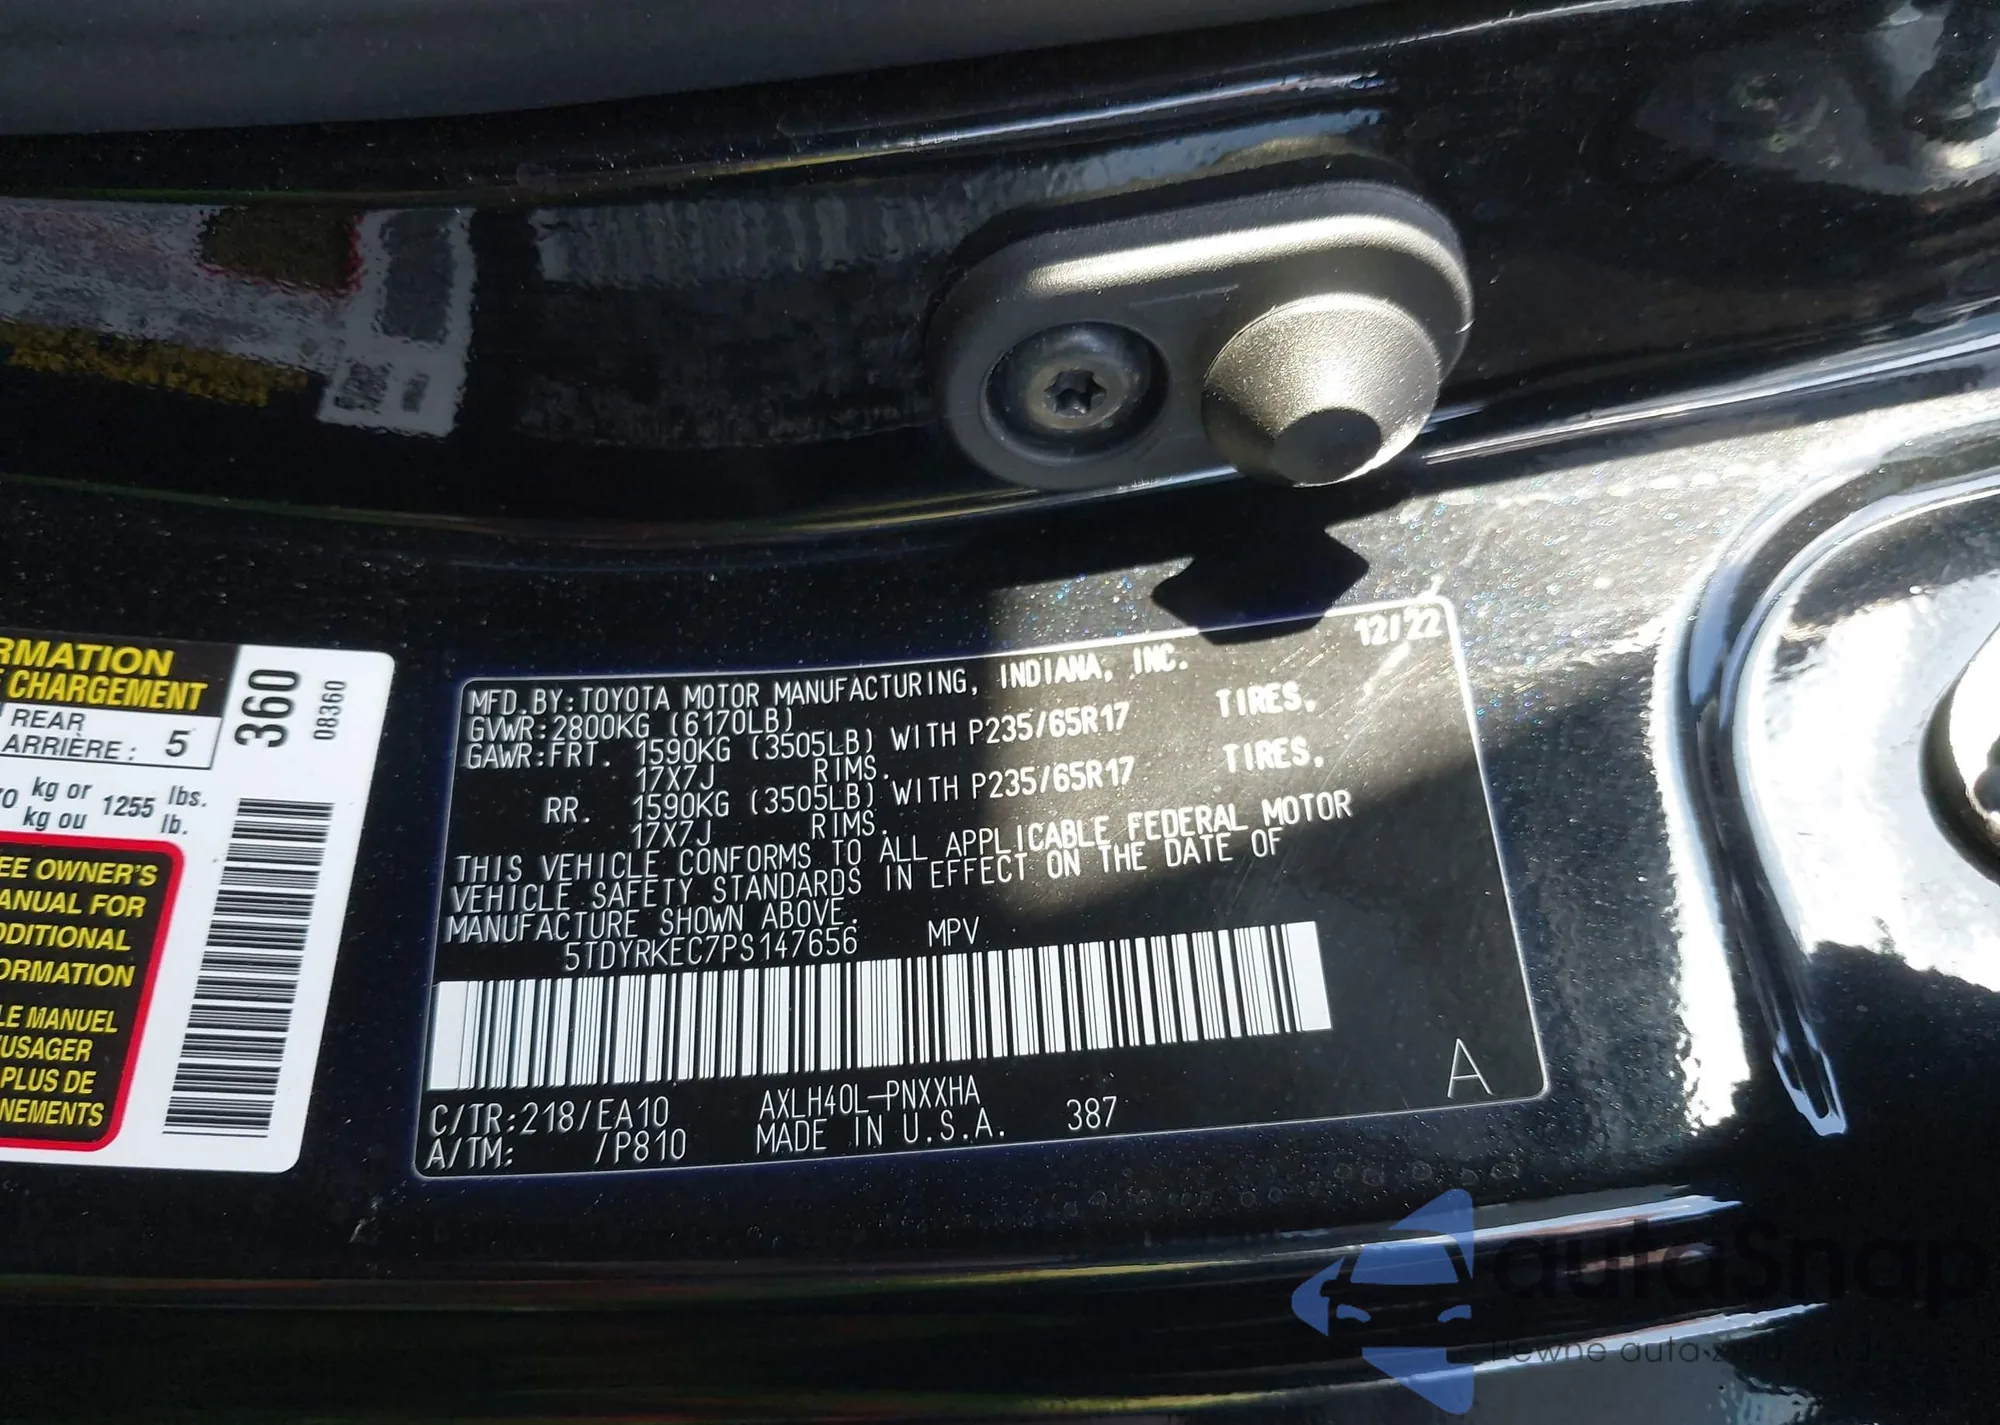 RMATION
E CHARGEMENT
REAR
ARRIÈRE : 5
kg or 1255 lbs.
kg ou lb.
EE OWNER'S
ANUAL FOR
DDITIONAL
ORMATION
LE MANUEL
'USAGER
PLUS DE
NEMENTS
360
08360
12/22
MFD.BY:TOYOTA MOTOR MANUFACTURING, INDIANA, INC.
GVWR:2800KG (6170LB)
GAWR:FRT. 1590KG (3505LB) WITH P235/65R17 TIRES,
17X7J RIMS.
RR. 1590KG (3505LB) WITH P235/65R17 TIRES,
17X7J RIMS.
THIS VEHICLE CONFORMS TO ALL APPLICABLE FEDERAL MOTOR
VEHICLE SAFETY STANDARDS IN EFFECT ON THE DATE OF
MANUFACTURE SHOWN ABOVE.
5TDYRKEC7PS147656 MPV
C/TR:218/EA10 AXLH40L-PNXXHA
A/TM: /P810 MADE IN U.S.A. 387
A
autaSnap
Pewne auta